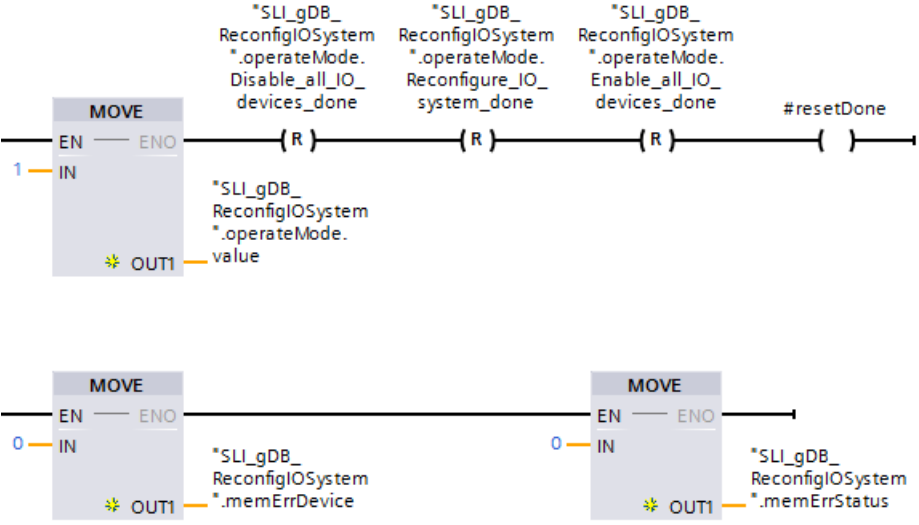 "SLI_gDB_
ReconfigIOSystem
".operateMode.
Disable_all_IO_
devices_done
"SLI_gDB_
ReconfigIOSystem
".operateMode.
Reconfigure_IO_
system_done
"SLI_gDB_
ReconfigIOSystem
".operateMode.
Enable_all_IO_
devices_done
#resetDone
MOVE
EN ENO
R
R
R
1 IN
OUT1
"SLI_gDB_
ReconfigIOSystem
".operateMode.
value
MOVE
EN ENO
0 IN
OUT1
"SLI_gDB_
ReconfigIOSystem
".memErrDevice
MOVE
EN ENO
0 IN
OUT1
"SLI_gDB_
ReconfigIOSystem
".memErrStatus